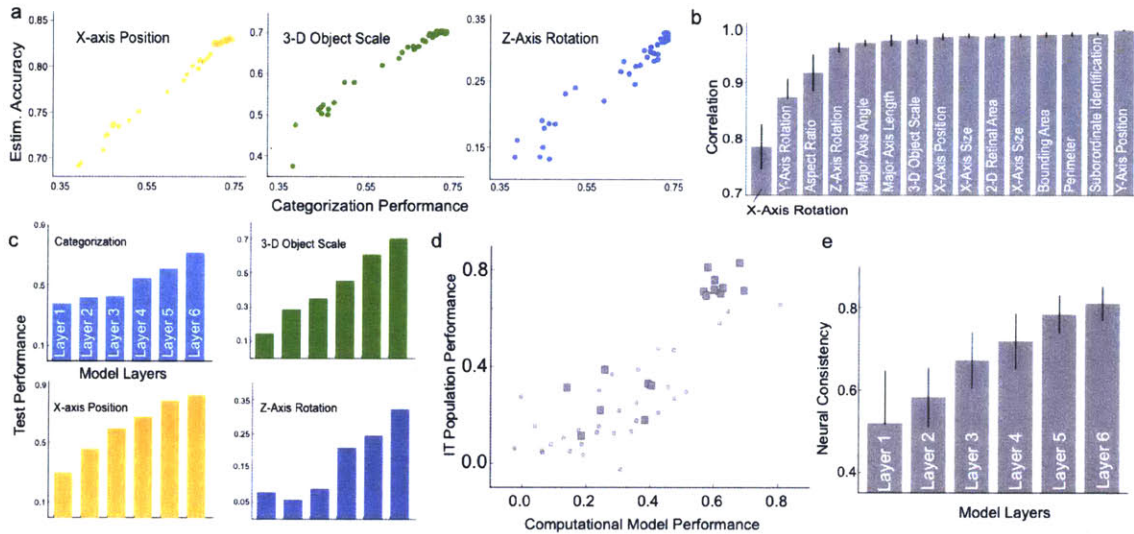 a
X-axis Position
3-D Object Scale
Z-Axis Rotation
Estim. Accuracy
0.85
0.80
0.75
0.70
0.35 0.55 0.75
0.7
0.6
0.5
0.4
0.35 0.55 0.75
0.35
0.25
0.15
0.35 0.55 0.75
Categorization Performance
b
Correlation
1
0.9
0.8
0.7
X-Axis Rotation
Y-Axis Rotation
Aspect Ratio
Z-Axis Rotation
Major Axis Angle
Major Axis Length
3-D Object Scale
X-Axis Position
X-Axis Size
2-D Retinal Area
X-Axis Size
Bounding Area
Perimeter
Subordinate Identification
Y-Axis Position
c
Test Performance
Categorization
0.9
0.5
0.1
Layer 1
Layer 2
Layer 3
Layer 4
Layer 5
Layer 6
Model Layers
3-D Object Scale
0.7
0.5
0.3
0.1
X-axis Position
0.9
0.5
0.1
Z-Axis Rotation
0.35
0.25
0.15
0.05
d
IT Population Performance
0.8
0.4
0.0
0.0 0.2 0.4 0.6 0.8
Computational Model Performance
e
Neural Consistency
0.8
0.6
0.4
Layer 1
Layer 2
Layer 3
Layer 4
Layer 5
Layer 6
Model Layers